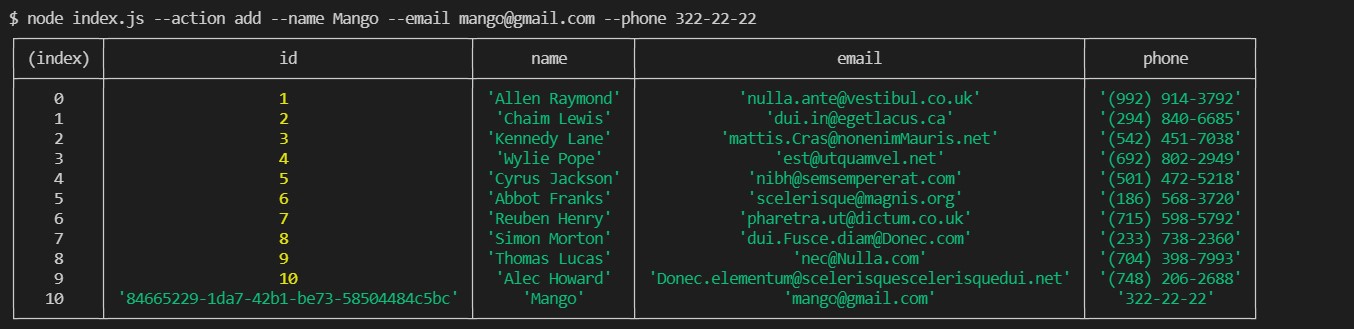 $ node index.js --action add --name Mango --email mango@gmail.com --phone 322-22-22
(index) id name email phone
0 1 'Allen Raymond' 'nulla.ante@vestibul.co.uk' '(992) 914-3792'
1 2 'Chaim Lewis' 'dui.in@egetlacus.ca' '(294) 840-6685'
2 3 'Kennedy Lane' 'mattis.Cras@nonenimMauris.net' '(542) 451-7038'
3 4 'Wylie Pope' 'est@utquamvel.net' '(692) 802-2949'
4 5 'Cyrus Jackson' 'nibh@semsempererat.com' '(501) 472-5218'
5 6 'Abbot Franks' 'scelerisque@magnis.org' '(186) 568-3720'
6 7 'Reuben Henry' 'pharetra.ut@dictum.co.uk' '(715) 598-5792'
7 8 'Simon Morton' 'dui.Fusce.diam@Donec.com' '(233) 738-2360'
8 9 'Thomas Lucas' 'nec@Nulla.com' '(704) 398-7993'
9 10 'Alec Howard' 'Donec.elementum@scelerisquescelerisquedui.net' '(748) 206-2688'
10 '84665229-1da7-42b1-be73-58504484c5bc' 'Mango' 'mango@gmail.com' '322-22-22'